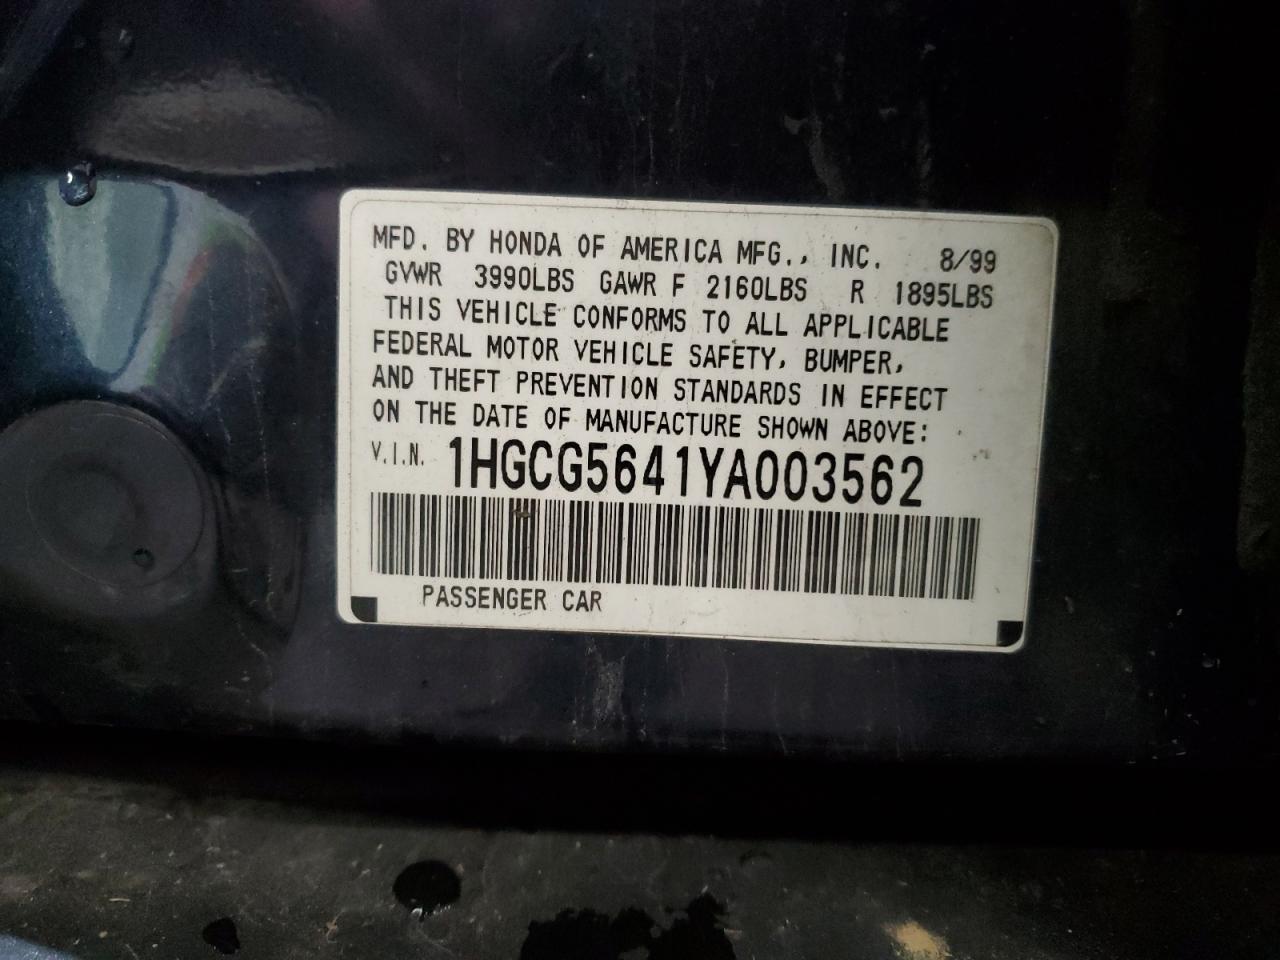 MFD. BY HONDA OF AMERICA MFG., INC. 8/99
GVWR 3990LBS GAWR F 2160LBS R 1895LBS
THIS VEHICLE CONFORMS TO ALL APPLICABLE
FEDERAL MOTOR VEHICLE SAFETY, BUMPER,
AND THEFT PREVENTION STANDARDS IN EFFECT
ON THE DATE OF MANUFACTURE SHOWN ABOVE:
V.I.N. 1HGCG5641YA003562
PASSENGER CAR